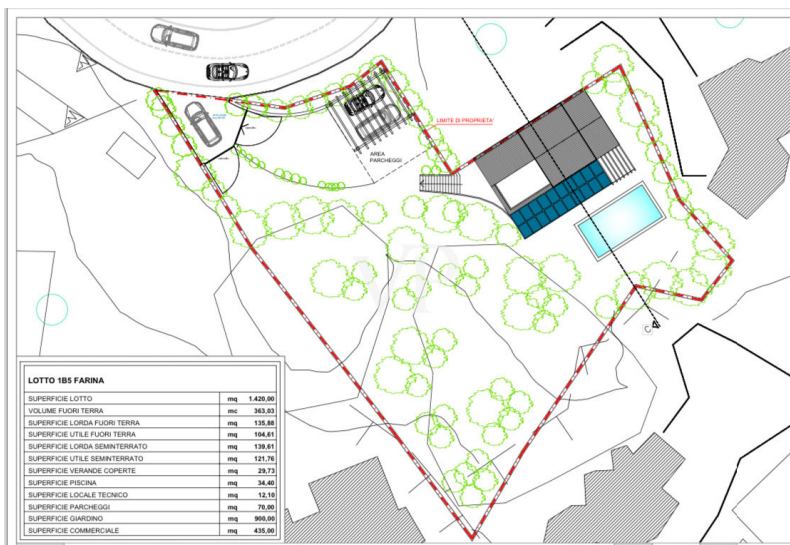 LIMITE DI PROPRIETA'
AREA
PARCHEGGI
VP
C
LOTTO 1B5 FARINA
SUPERFICIE LOTTO mq 1.420,00
VOLUME FUORI TERRA mc 363,03
SUPERFICIE LORDA FUORI TERRA mq 135,88
SUPERFICIE UTILE FUORI TERRA mq 104,61
SUPERFICIE LORDA SEMINTERRATO mq 139,61
SUPERFICIE UTILE SEMINTERRATO mq 121,76
SUPERFICIE VERANDE COPERTE mq 29,73
SUPERFICIE PISCINA mq 34,40
SUPERFICIE LOCALE TECNICO mq 12,10
SUPERFICIE PARCHEGGI mq 70,00
SUPERFICIE GIARDINO mq 900,00
SUPERFICIE COMMERCIALE mq 435,00